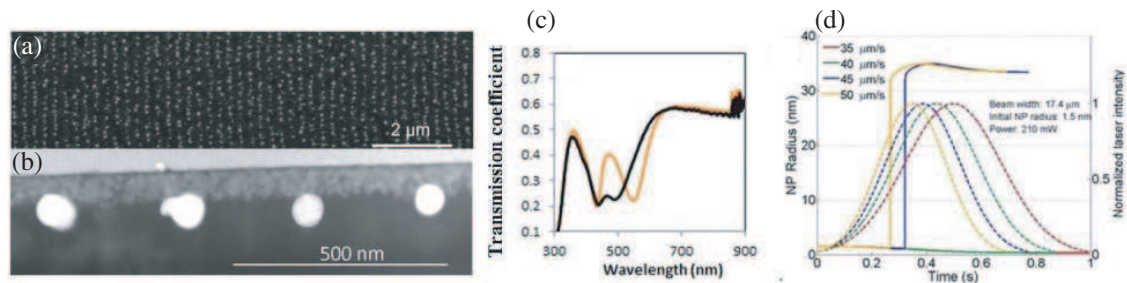 (a)
2 µm
(b)
500 nm
(c)
Transmission coefficient
0.8
0.7
0.6
0.5
0.4
0.3
0.2
0.1
300 500 700 900
Wavelength (nm)
(d)
NP Radius (nm)
40
30
20
10
0
35 µm/s
40 µm/s
45 µm/s
50 µm/s
Beam width: 17.4 µm
Initial NP radius: 1.5 nm
Power: 210 mW
1
0.5
0
Normalized laser intensity
0 0.2 0.4 0.6 0.8 1
Time (s)